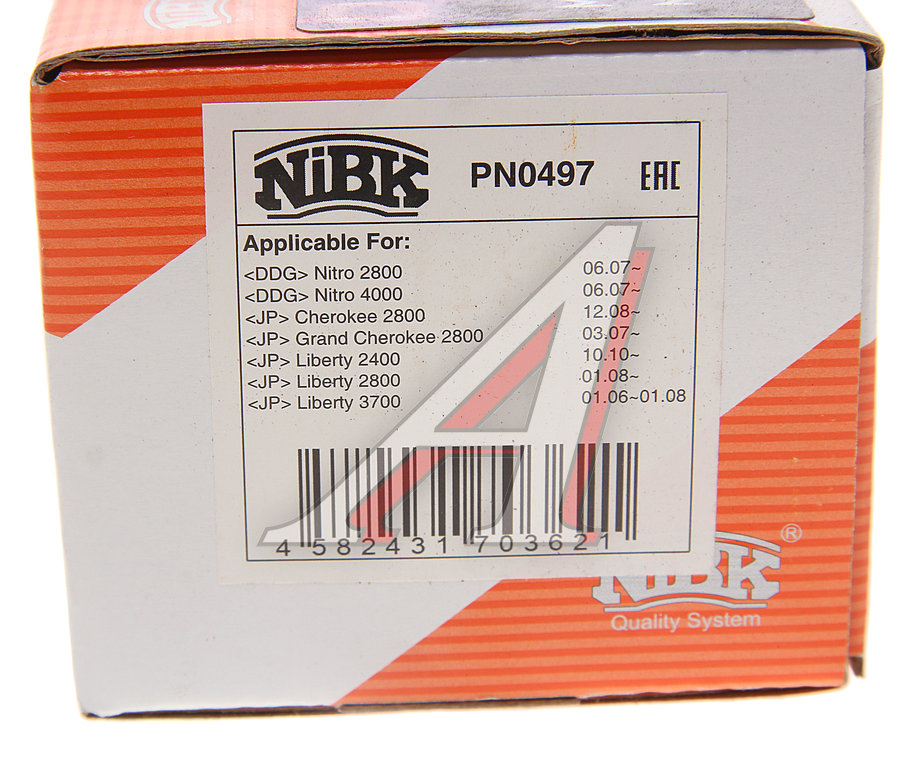 NiBK PN0497 EAC
Applicable For:
<DDG> Nitro 2800 06.07~
<DDG> Nitro 4000 06.07~
<JP> Cherokee 2800 12.08~
<JP> Grand Cherokee 2800 03.07~
<JP> Liberty 2400 10.10~
<JP> Liberty 2800 01.08~
<JP> Liberty 3700 01.06~01.08
4 582431 703621
NiBK ®
Quality System